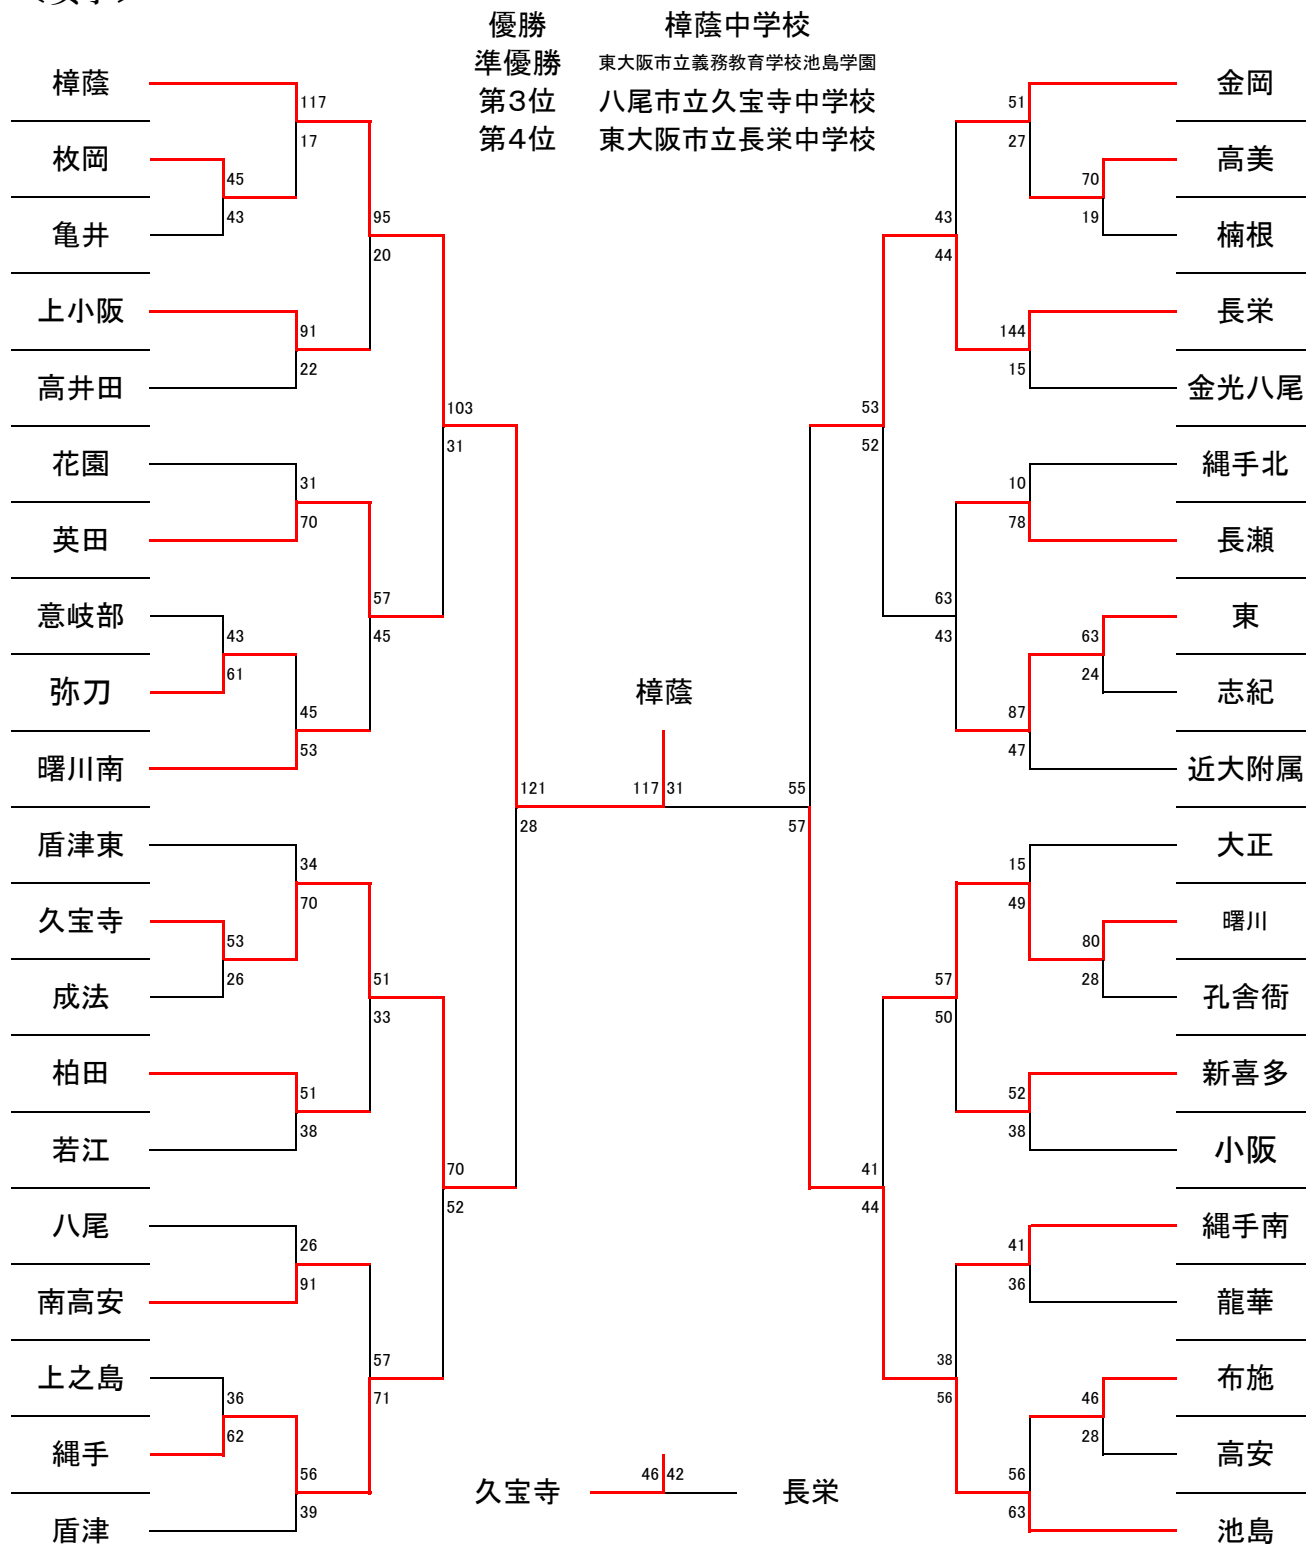 優勝 樟蔭中学校
準優勝 東大阪市立義務教育学校池島学園
第3位 八尾市立久宝寺中学校
第4位 東大阪市立長栄中学校
樟蔭
117
17
枚岡
45
43
亀井
95
20
上小阪
91
22
高井田
103
31
花園
31
70
英田
57
45
意岐部
43
61
弥刀
45
53
曙川南
121
28
盾津東
34
70
久宝寺
53
26
成法
51
33
柏田
51
38
若江
70
52
八尾
26
91
南高安
57
71
上之島
36
62
縄手
56
39
盾津
樟蔭
117 31
久宝寺 46 42 長栄
金岡
51
27
高美
70
19
楠根
43
44
長栄
144
15
金光八尾
53
52
縄手北
10
78
長瀬
63
43
東
63
24
志紀
87
47
近大附属
55
57
大正
15
49
曙川
80
28
孔舎衙
57
50
新喜多
52
38
小阪
41
44
縄手南
41
36
龍華
38
56
布施
46
28
高安
56
63
池島